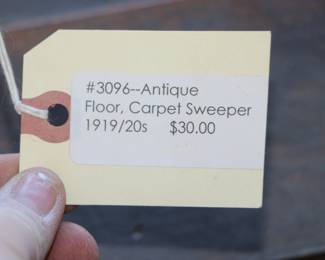 #3096--Antique
Floor, Carpet Sweeper
1919/20s $30.00